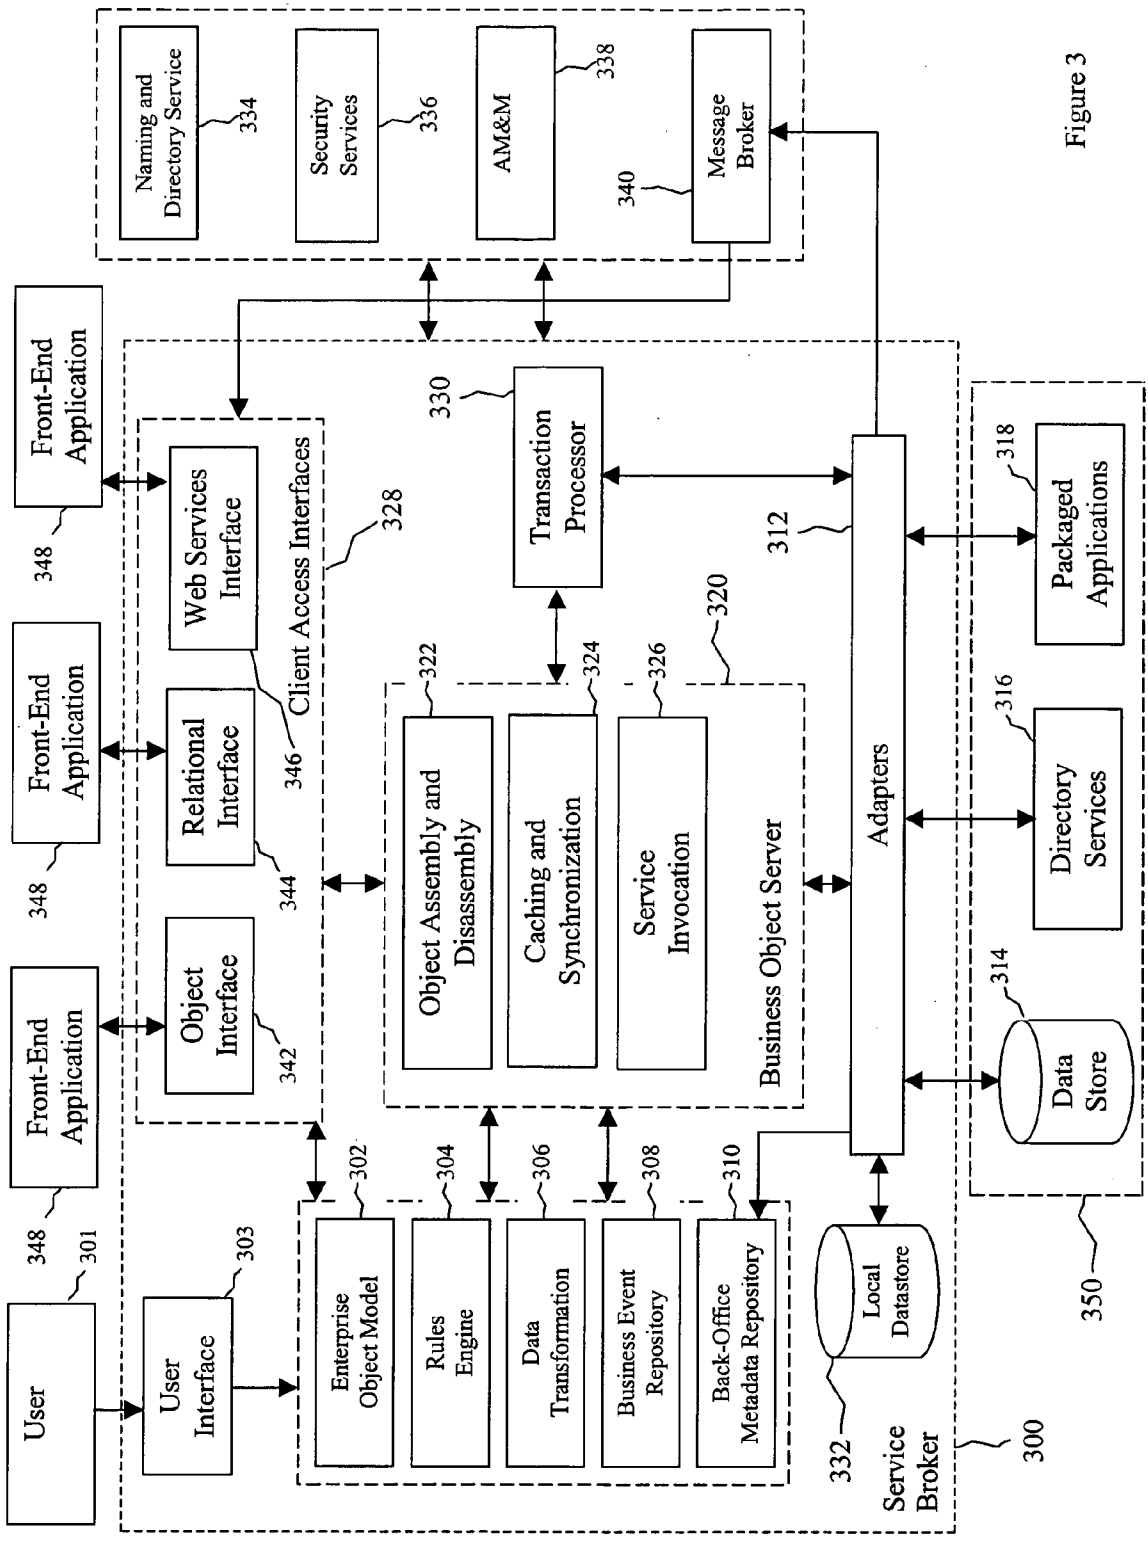 User
301
Front-End
Application
348
Front-End
Application
348
Front-End
Application
348
User
Interface
303
Object
Interface
342
Relational
Interface
344
Web Services
Interface
346
Client Access Interfaces
328
Naming and
Directory Service
334
Security
Services
336
AM&M
338
Message
Broker
340
Enterprise
Object Model
302
Rules
Engine
304
Data
Transformation
306
Business Event
Repository
308
Back-Office
Metadata Repository
310
Object Assembly and
Disassembly
322
Caching and
Synchronization
324
Service
Invocation
326
Business Object Server
320
Transaction
Processor
330
Local
Datastore
332
Adapters
312
Service
Broker
300
Data
Store
314
Directory
Services
316
Packaged
Applications
318
350
Figure 3